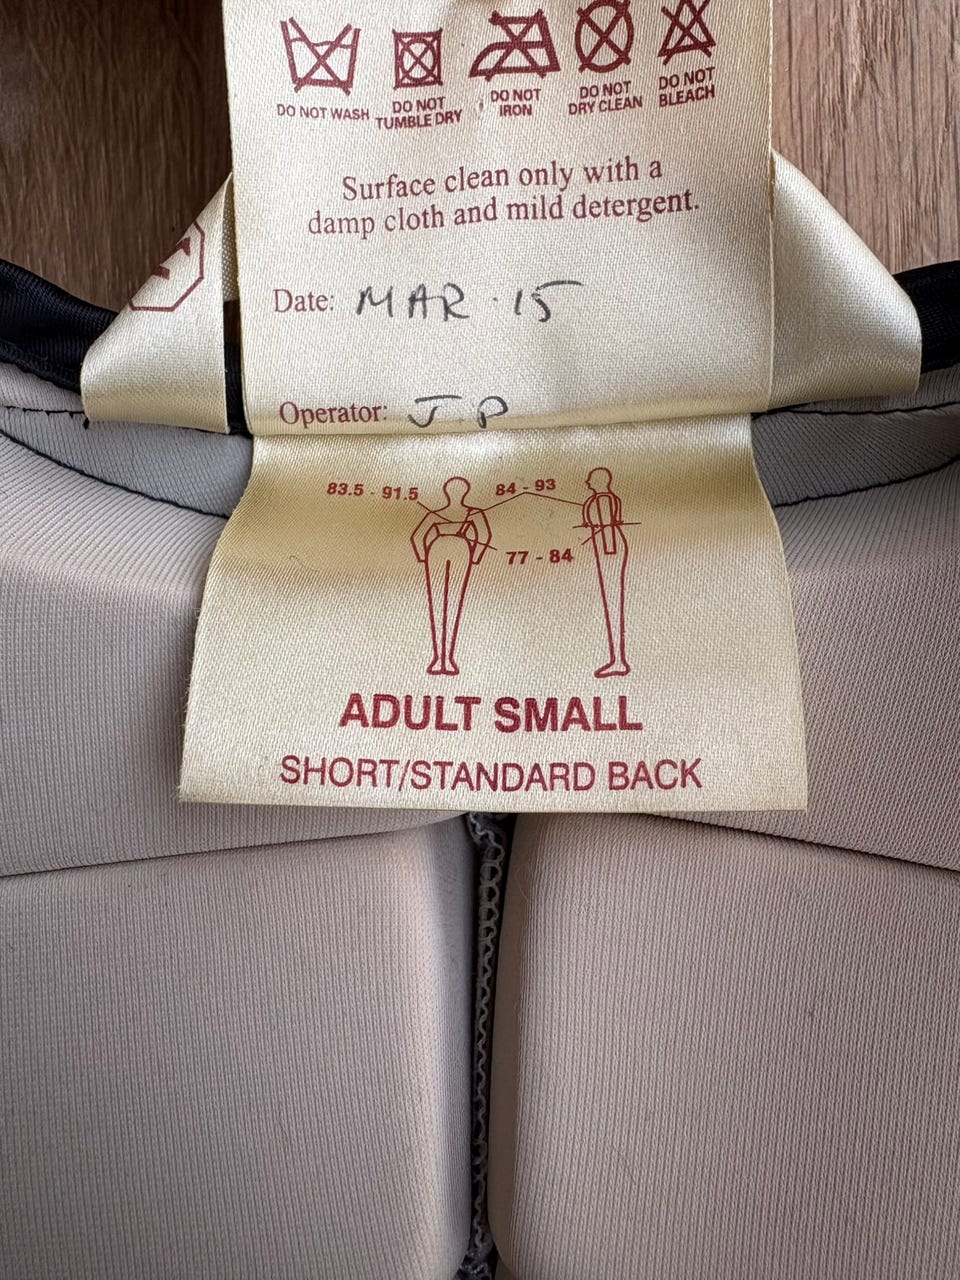 DO NOT WASH
DO NOT TUMBLE DRY
DO NOT IRON
DO NOT DRY CLEAN
DO NOT BLEACH
Surface clean only with a
damp cloth and mild detergent.
Date: MAR . 15
Operator: J.P
83.5 - 91.5
84 - 93
77 - 84
ADULT SMALL
SHORT/STANDARD BACK